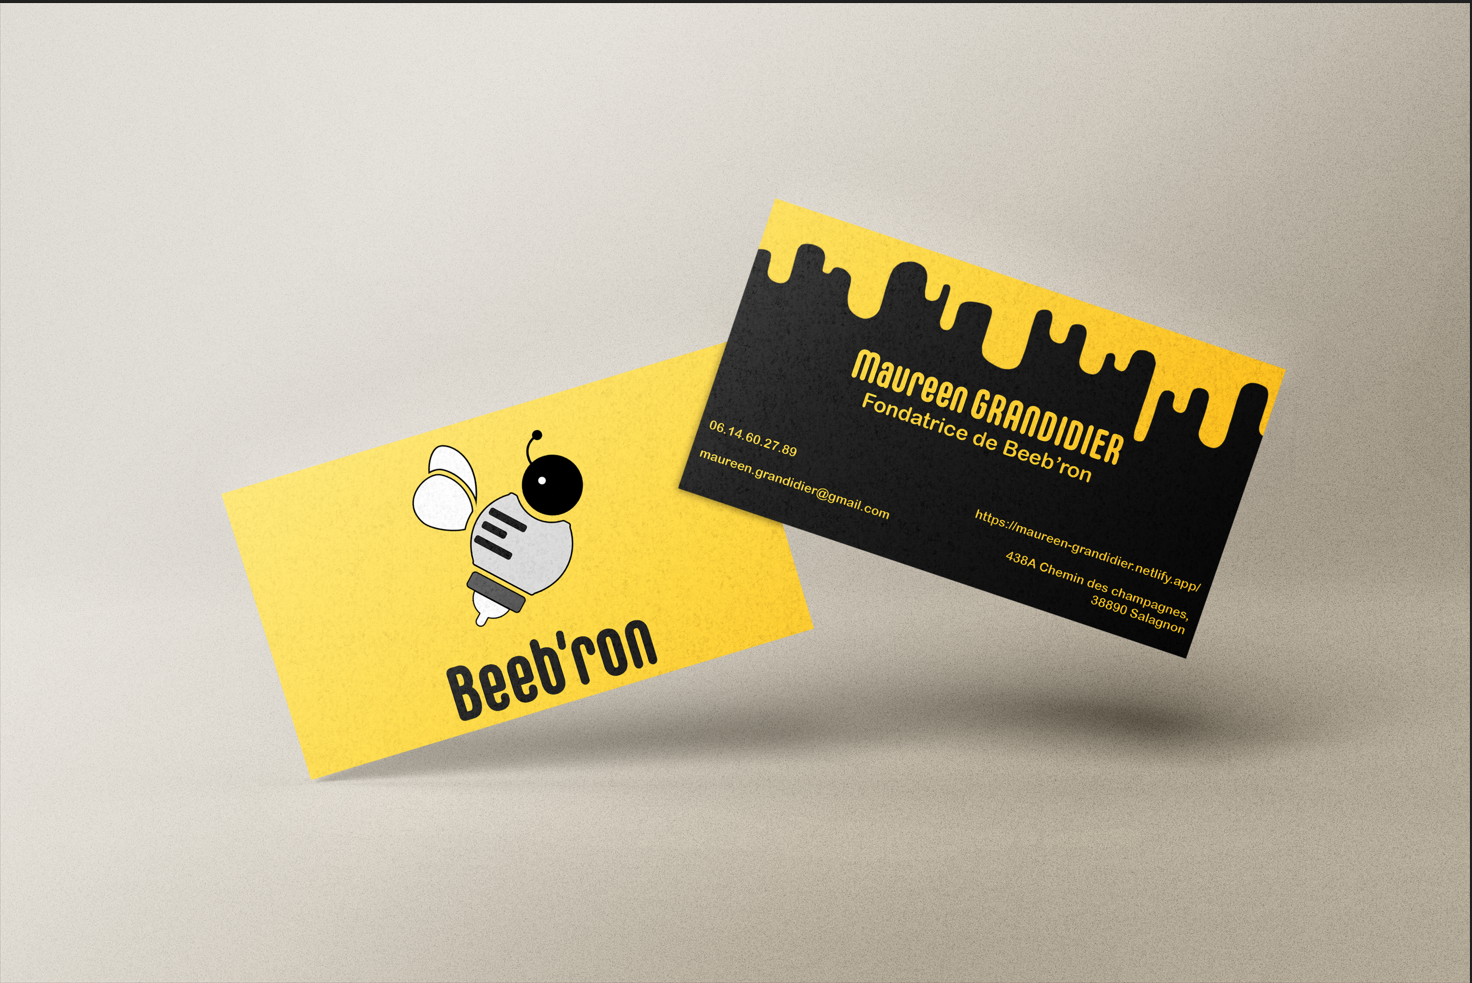 Beeb'ron
Maureen GRANDIDIER
Fondatrice de Beeb’ron
06.14.60.27.89
maureen.grandidier@gmail.com
https://maureen-grandidier.netlify.app/
438A Chemin des champagnes,
38890 Salagnon